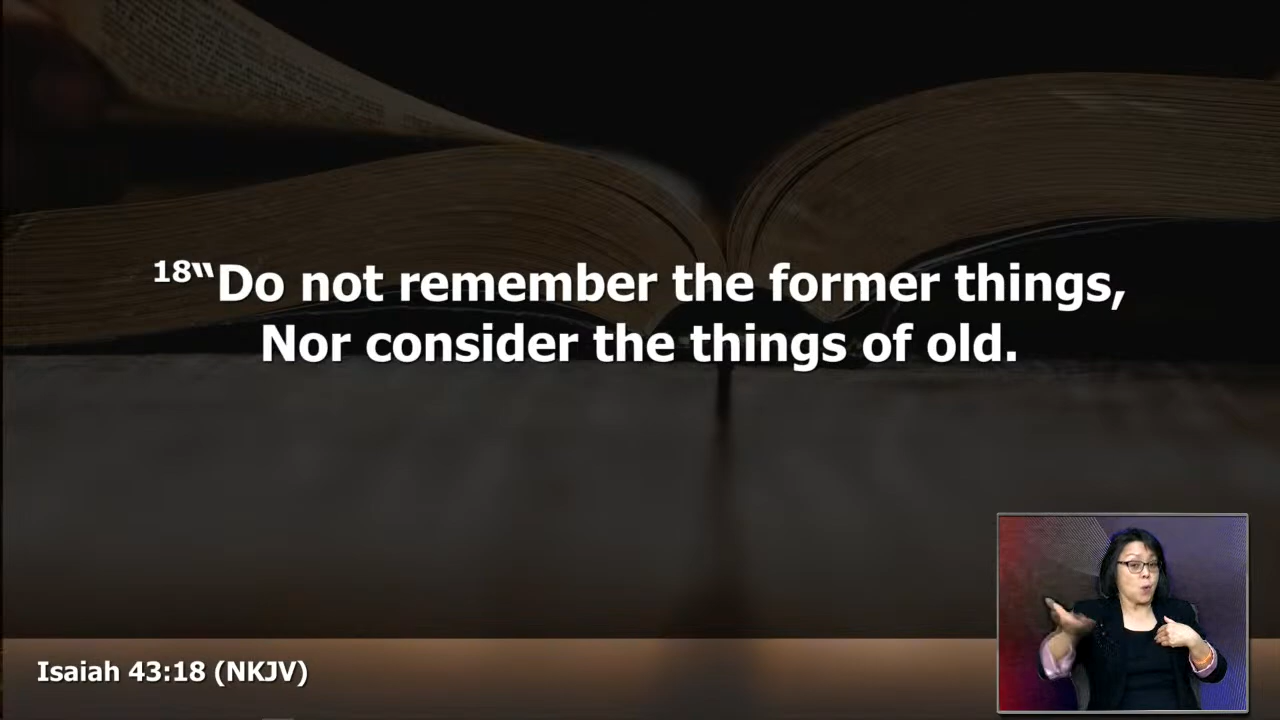 18“Do not remember the former things,
Nor consider the things of old.
Isaiah 43:18 (NKJV)